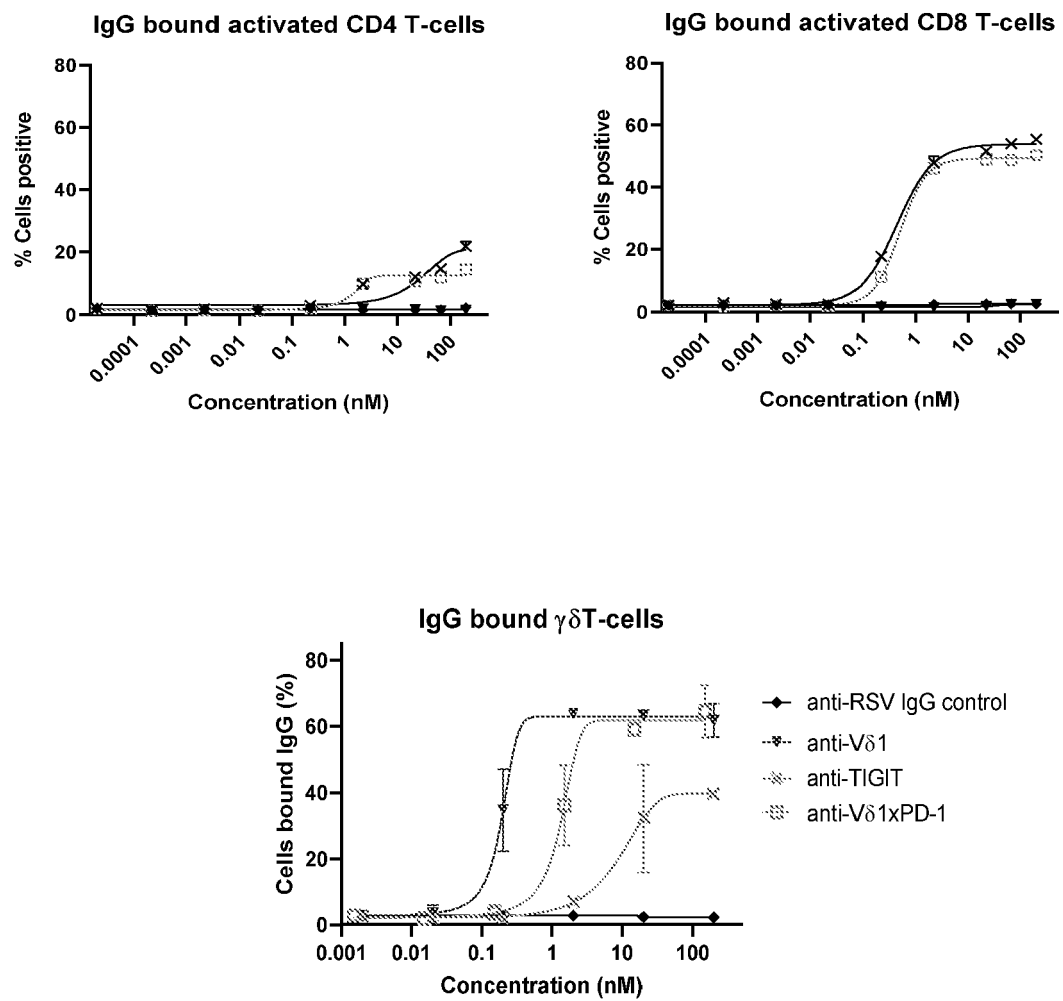 IgG bound activated CD4 T-cells
% Cells positive
80
60
40
20
0
0.0001
0.001
0.01
0.1
1
10
100
Concentration (nM)
IgG bound activated CD8 T-cells
% Cells positive
80
60
40
20
0
0.0001
0.001
0.01
0.1
1
10
100
Concentration (nM)
IgG bound γδT-cells
Cells bound IgG (%)
80
60
40
20
0
0.001
0.01
0.1
1
10
100
Concentration (nM)
anti-RSV IgG control
anti-Vδ1
anti-TIGIT
anti-Vδ1xPD-1